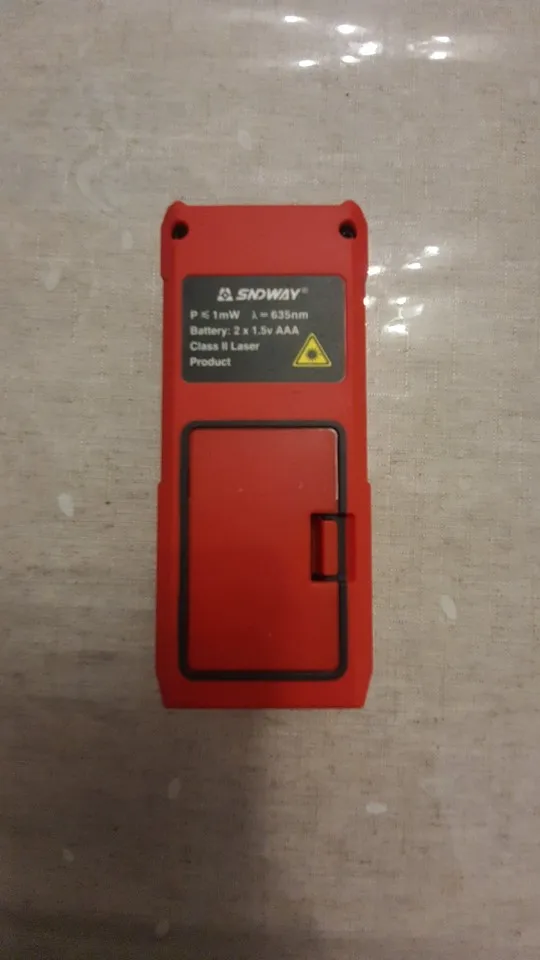 SNDWAY®
P ≤ 1mW λ = 635nm
Battery: 2 x 1.5v AAA
Class II Laser
Product